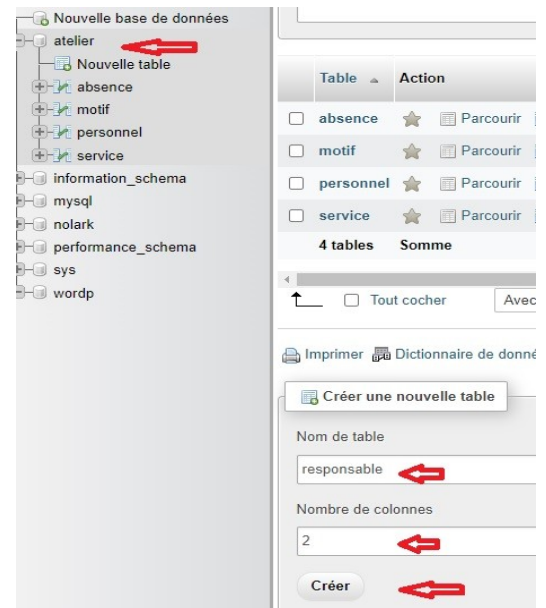 Nouvelle base de données
atelier
Nouvelle table
absence
motif
personnel
service
information_schema
mysql
nolark
performance_schema
sys
wordp
Table Action
absence Parcourir
motif Parcourir
personnel Parcourir
service Parcourir
4 tables Somme
Tout cocher Avec
Imprimer Dictionnaire de donné
Créer une nouvelle table
Nom de table
responsable
Nombre de colonnes
2
Créer